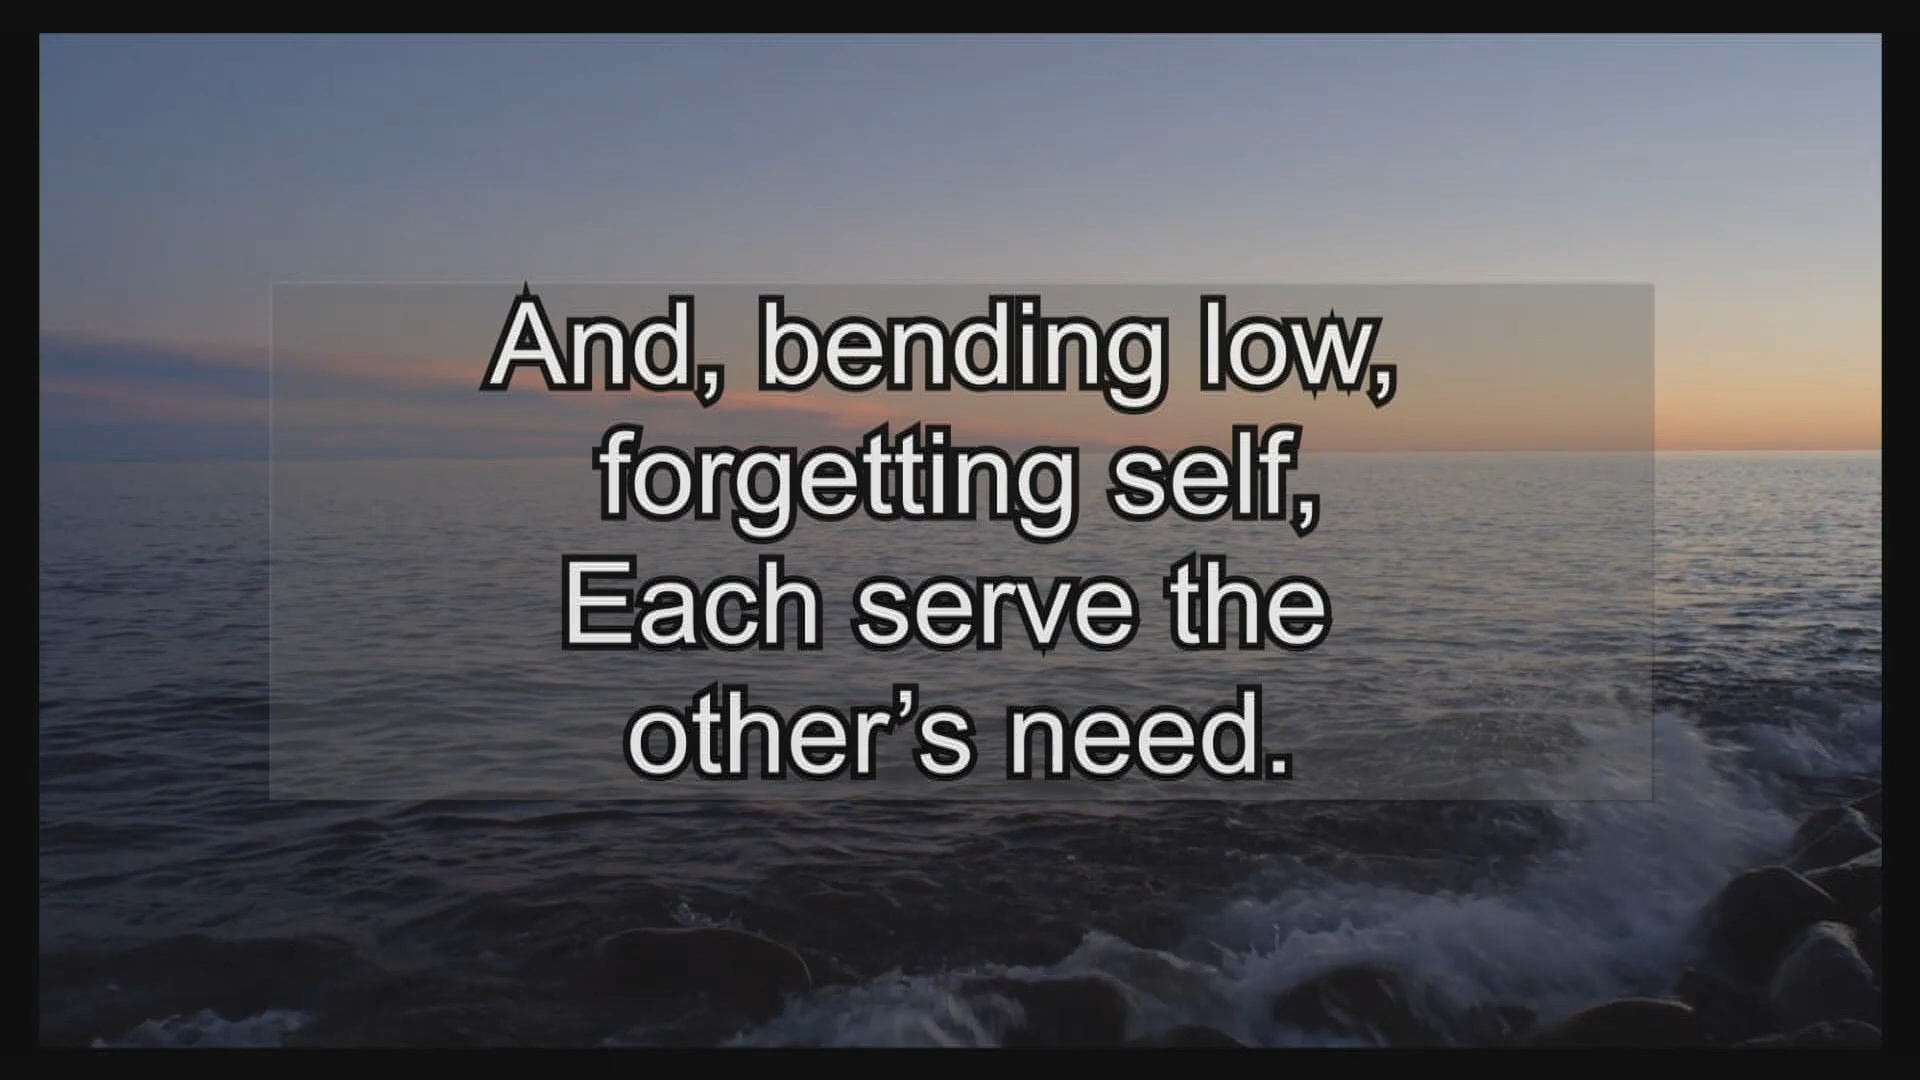 And, bending low,
forgetting self,
Each serve the
other’s need.